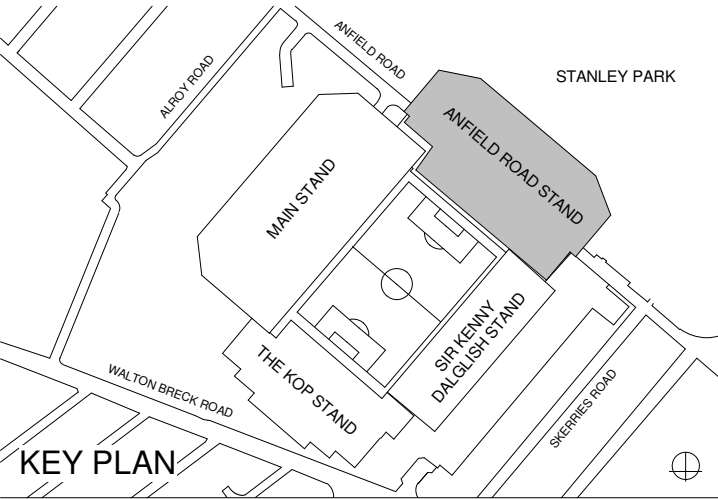 ANFIELD ROAD
STANLEY PARK
ALROY ROAD
ANFIELD ROAD STAND
MAIN STAND
SIR KENNY
DALGLISH STAND
THE KOP STAND
WALTON BRECK ROAD
SKERRIES ROAD
KEY PLAN